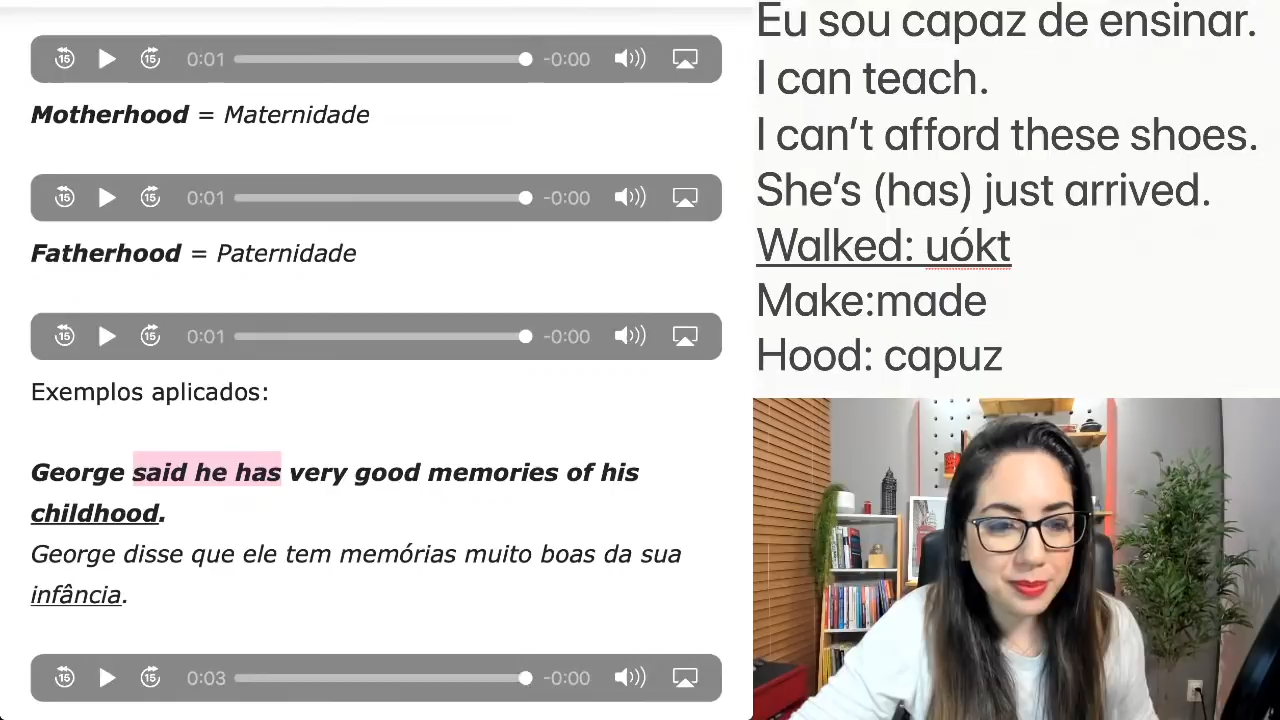 0:01 -0:00
Motherhood = Maternidade
0:01 -0:00
Fatherhood = Paternidade
0:01 -0:00
Exemplos aplicados:
George said he has very good memories of his
childhood.
George disse que ele tem memórias muito boas da sua
infância.
0:03 -0:00
Eu sou capaz de ensinar.
I can teach.
I can't afford these shoes.
She's (has) just arrived.
Walked: uókt
Make:made
Hood: capuz